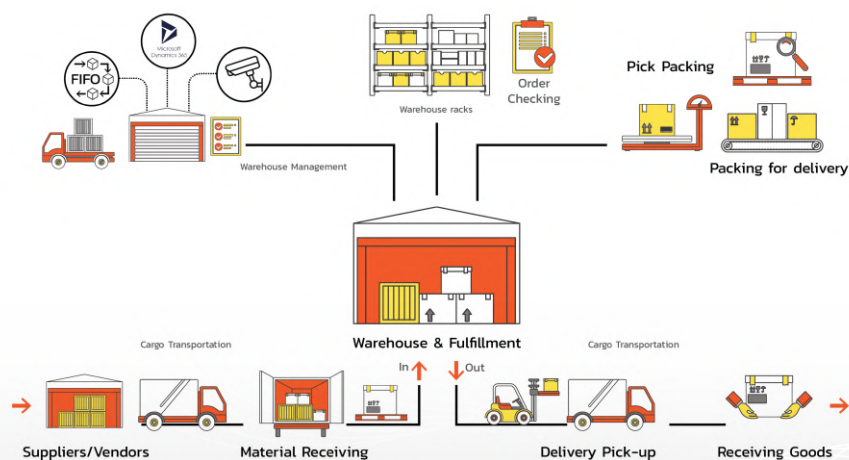 Microsoft
Dynamics 365
FIFO
Warehouse Management
Warehouse racks
Order
Checking
Pick Packing
Packing for delivery
Warehouse & Fulfillment
In
Out
Cargo Transportation
Cargo Transportation
Suppliers/Vendors
Material Receiving
Delivery Pick-up
Receiving Goods